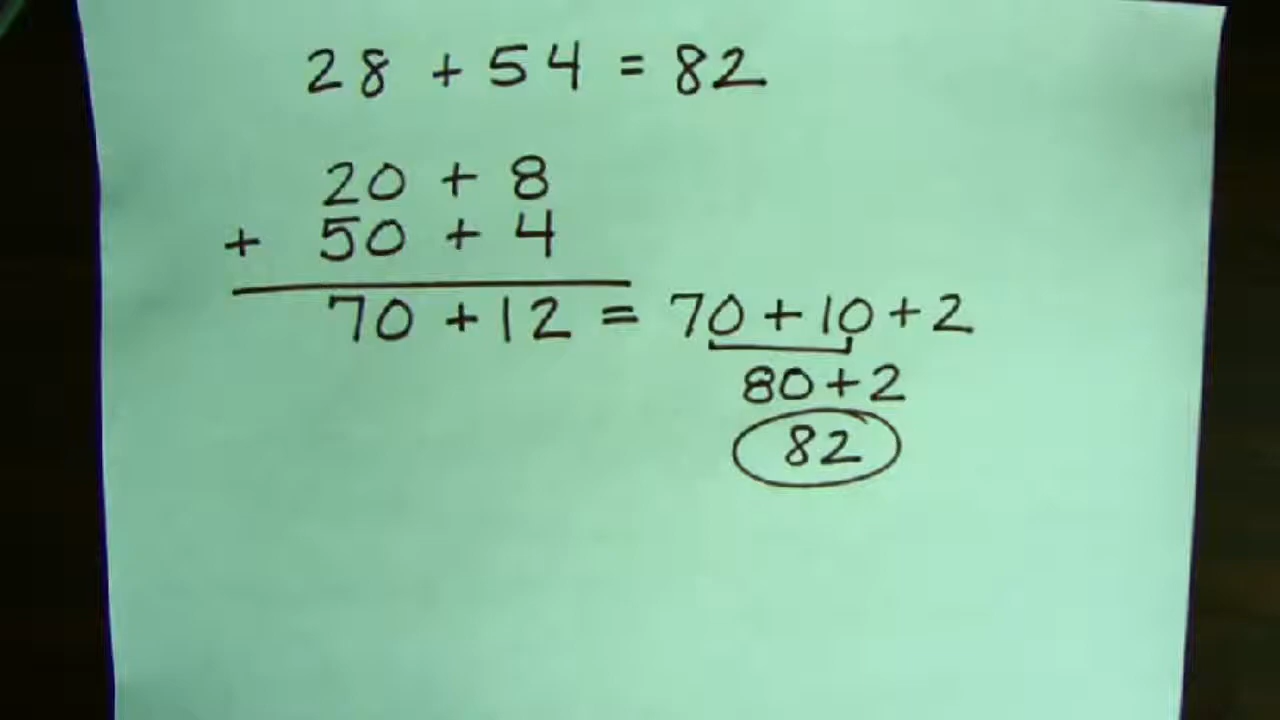 28 + 54 = 82
20 + 8
+ 50 + 4
70 + 12 = 70 + 10 + 2
80 + 2
82